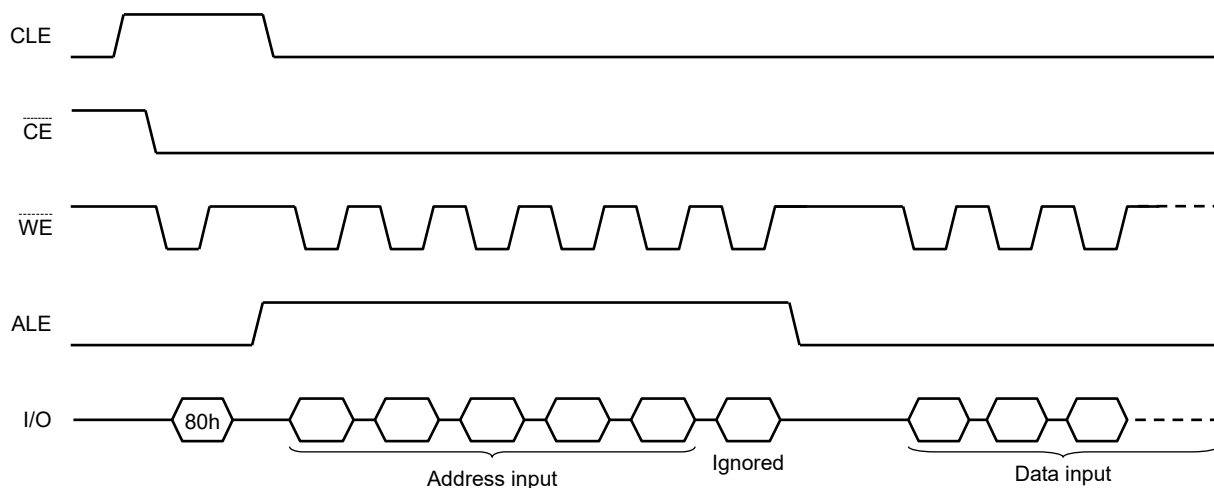 CLE
CE
WE
ALE
I/O
80h
Address input
Ignored
Data input